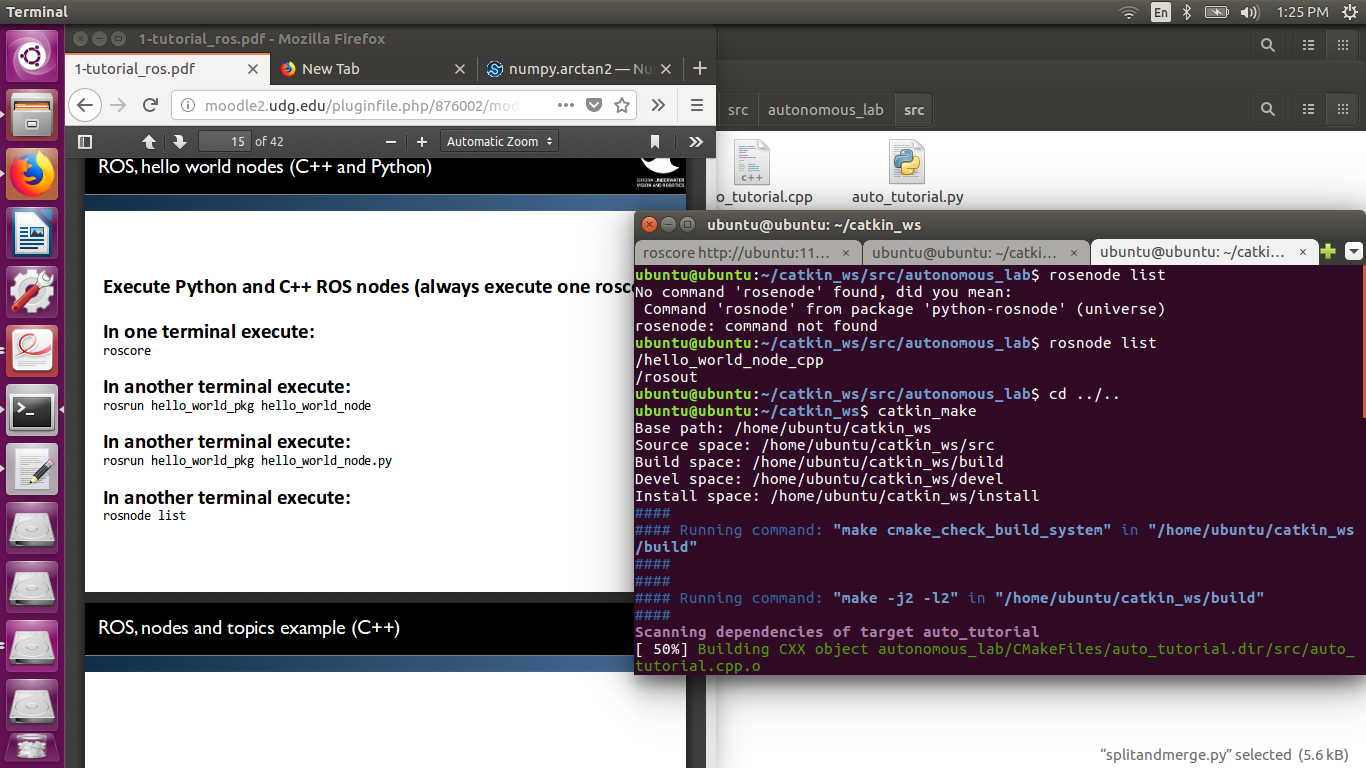 Terminal
En
1:25 PM
1-tutorial_ros.pdf - Mozilla Firefox
1-tutorial_ros.pdf
New Tab
numpy.arctan2 — Nu
moodle2.udg.edu/pluginfile.php/876002/mod
15 of 42
Automatic Zoom
ROS, hello world nodes (C++ and Python)
GIRONA UNDERWATER
VISION AND ROBOTICS
Execute Python and C++ ROS nodes (always execute one rosco
In one terminal execute:
roscore
In another terminal execute:
rosrun hello_world_pkg hello_world_node
In another terminal execute:
rosrun hello_world_pkg hello_world_node.py
In another terminal execute:
rosnode list
ROS, nodes and topics example (C++)
src
autonomous_lab
src
c++
o_tutorial.cpp
auto_tutorial.py
ubuntu@ubuntu: ~/catkin_ws
roscore http://ubuntu:11...
ubuntu@ubuntu: ~/catki...
ubuntu@ubuntu: ~/catki...
ubuntu@ubuntu:~/catkin_ws/src/autonomous_lab$ rosenode list
No command 'rosenode' found, did you mean:
Command 'rosnode' from package 'python-rosnode' (universe)
rosenode: command not found
ubuntu@ubuntu:~/catkin_ws/src/autonomous_lab$ rosnode list
/hello_world_node_cpp
/rosout
ubuntu@ubuntu:~/catkin_ws/src/autonomous_lab$ cd ../..
ubuntu@ubuntu:~/catkin_ws$ catkin_make
Base path: /home/ubuntu/catkin_ws
Source space: /home/ubuntu/catkin_ws/src
Build space: /home/ubuntu/catkin_ws/build
Devel space: /home/ubuntu/catkin_ws/devel
Install space: /home/ubuntu/catkin_ws/install
####
#### Running command: "make cmake_check_build_system" in "/home/ubuntu/catkin_ws
/build"
####
####
#### Running command: "make -j2 -l2" in "/home/ubuntu/catkin_ws/build"
####
Scanning dependencies of target auto_tutorial
[ 50%] Building CXX object autonomous_lab/CMakeFiles/auto_tutorial.dir/src/auto_
tutorial.cpp.o
“splitandmerge.py” selected (5.6 kB)